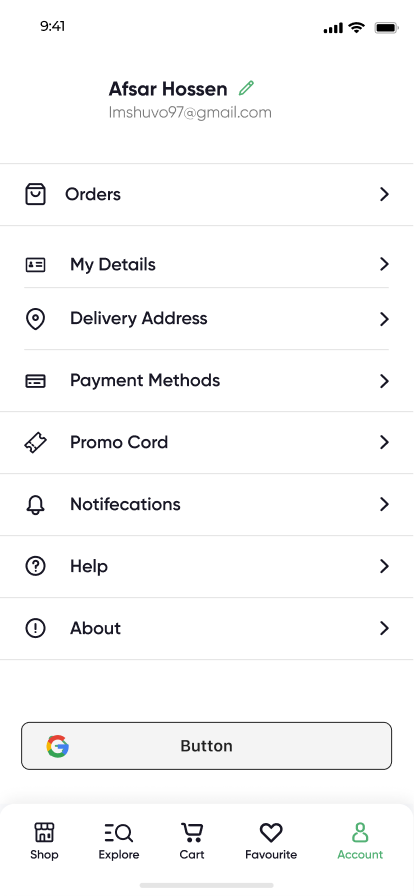 9:41
Afsar Hossen
Imshuvo97@gmail.com
Orders
My Details
Delivery Address
Payment Methods
Promo Cord
Notifecations
Help
About
Button
Shop
Explore
Cart
Favourite
Account